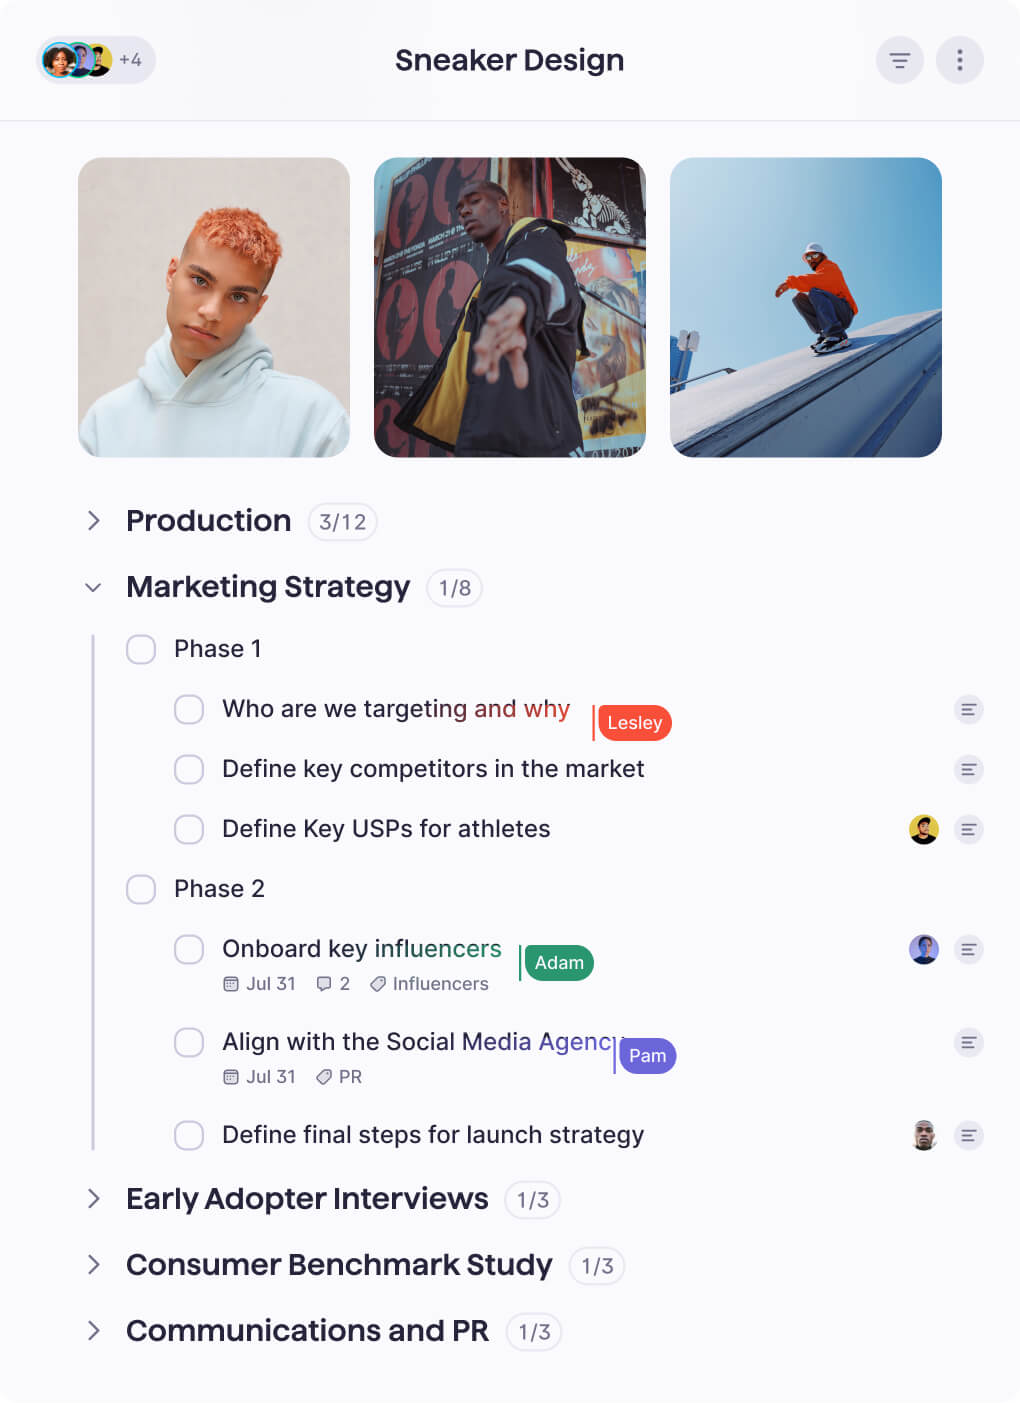 +4
Sneaker Design
PHILLIP PHILLIPS
Production 3/12
Marketing Strategy 1/8
Phase 1
Who are we targeting and why Lesley
Define key competitors in the market
Define Key USPs for athletes
Phase 2
Onboard key influencers Adam
Jul 31 2 Influencers
Align with the Social Media Agency Pam
Jul 31 PR
Define final steps for launch strategy
Early Adopter Interviews 1/3
Consumer Benchmark Study 1/3
Communications and PR 1/3